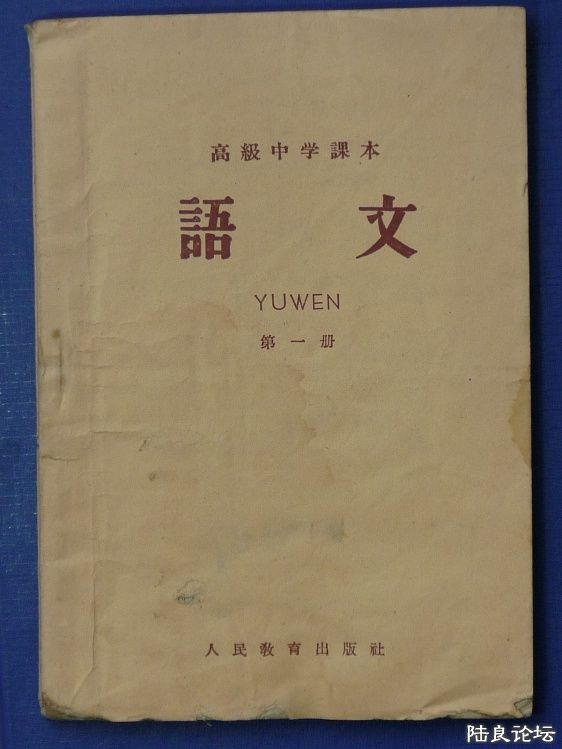 高級中学課本
語文
YUWEN
第一册
人民教育出版社
陆良论坛